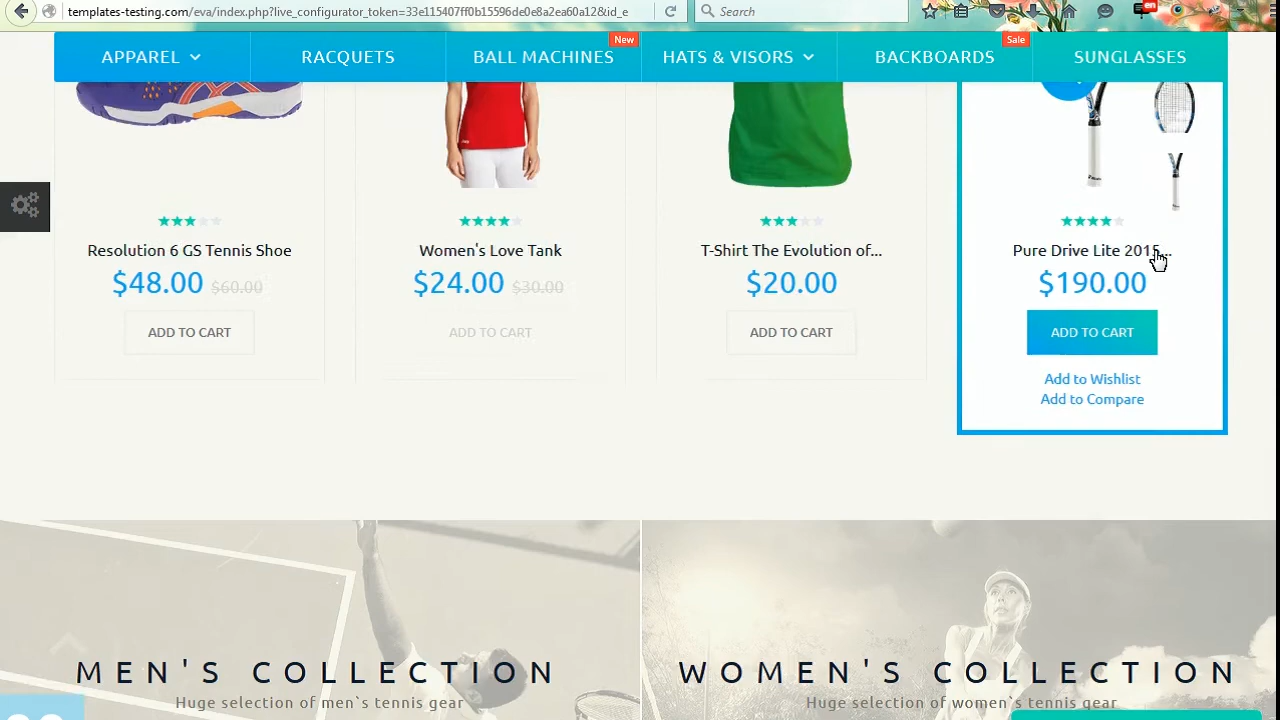 templates-testing.com/eva/index.php?live_configurator_token=33e115407ff0b15596de0e8a2ea60a12&id_e
Search
en
APPAREL
RACQUETS
BALL MACHINES
New
HATS & VISORS
BACKBOARDS
Sale
SUNGLASSES
Resolution 6 GS Tennis Shoe
$48.00 $60.00
ADD TO CART
Women's Love Tank
$24.00 $30.00
ADD TO CART
T-Shirt The Evolution of...
$20.00
ADD TO CART
Pure Drive Lite 2015...
$190.00
ADD TO CART
Add to Wishlist
Add to Compare
MEN'S COLLECTION
Huge selection of men`s tennis gear
WOMEN'S COLLECTION
Huge selection of women`s tennis gear